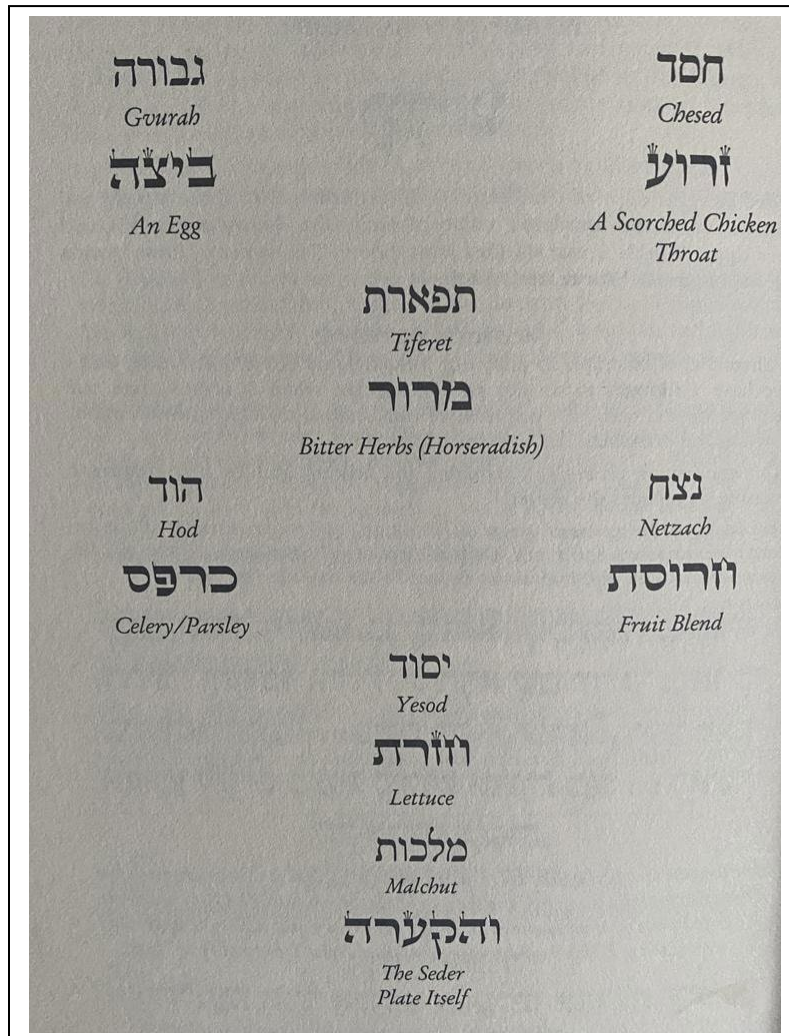 חסד
Chesed
זרוע
A Scorched Chicken
Throat
גבורה
Gvurah
ביצה
An Egg
תפארת
Tiferet
מרור
Bitter Herbs (Horseradish)
נצח
Netzach
חרוסת
Fruit Blend
הוד
Hod
כרפס
Celery/Parsley
יסוד
Yesod
חזרת
Lettuce
מלכות
Malchut
והקערה
The Seder
Plate Itself